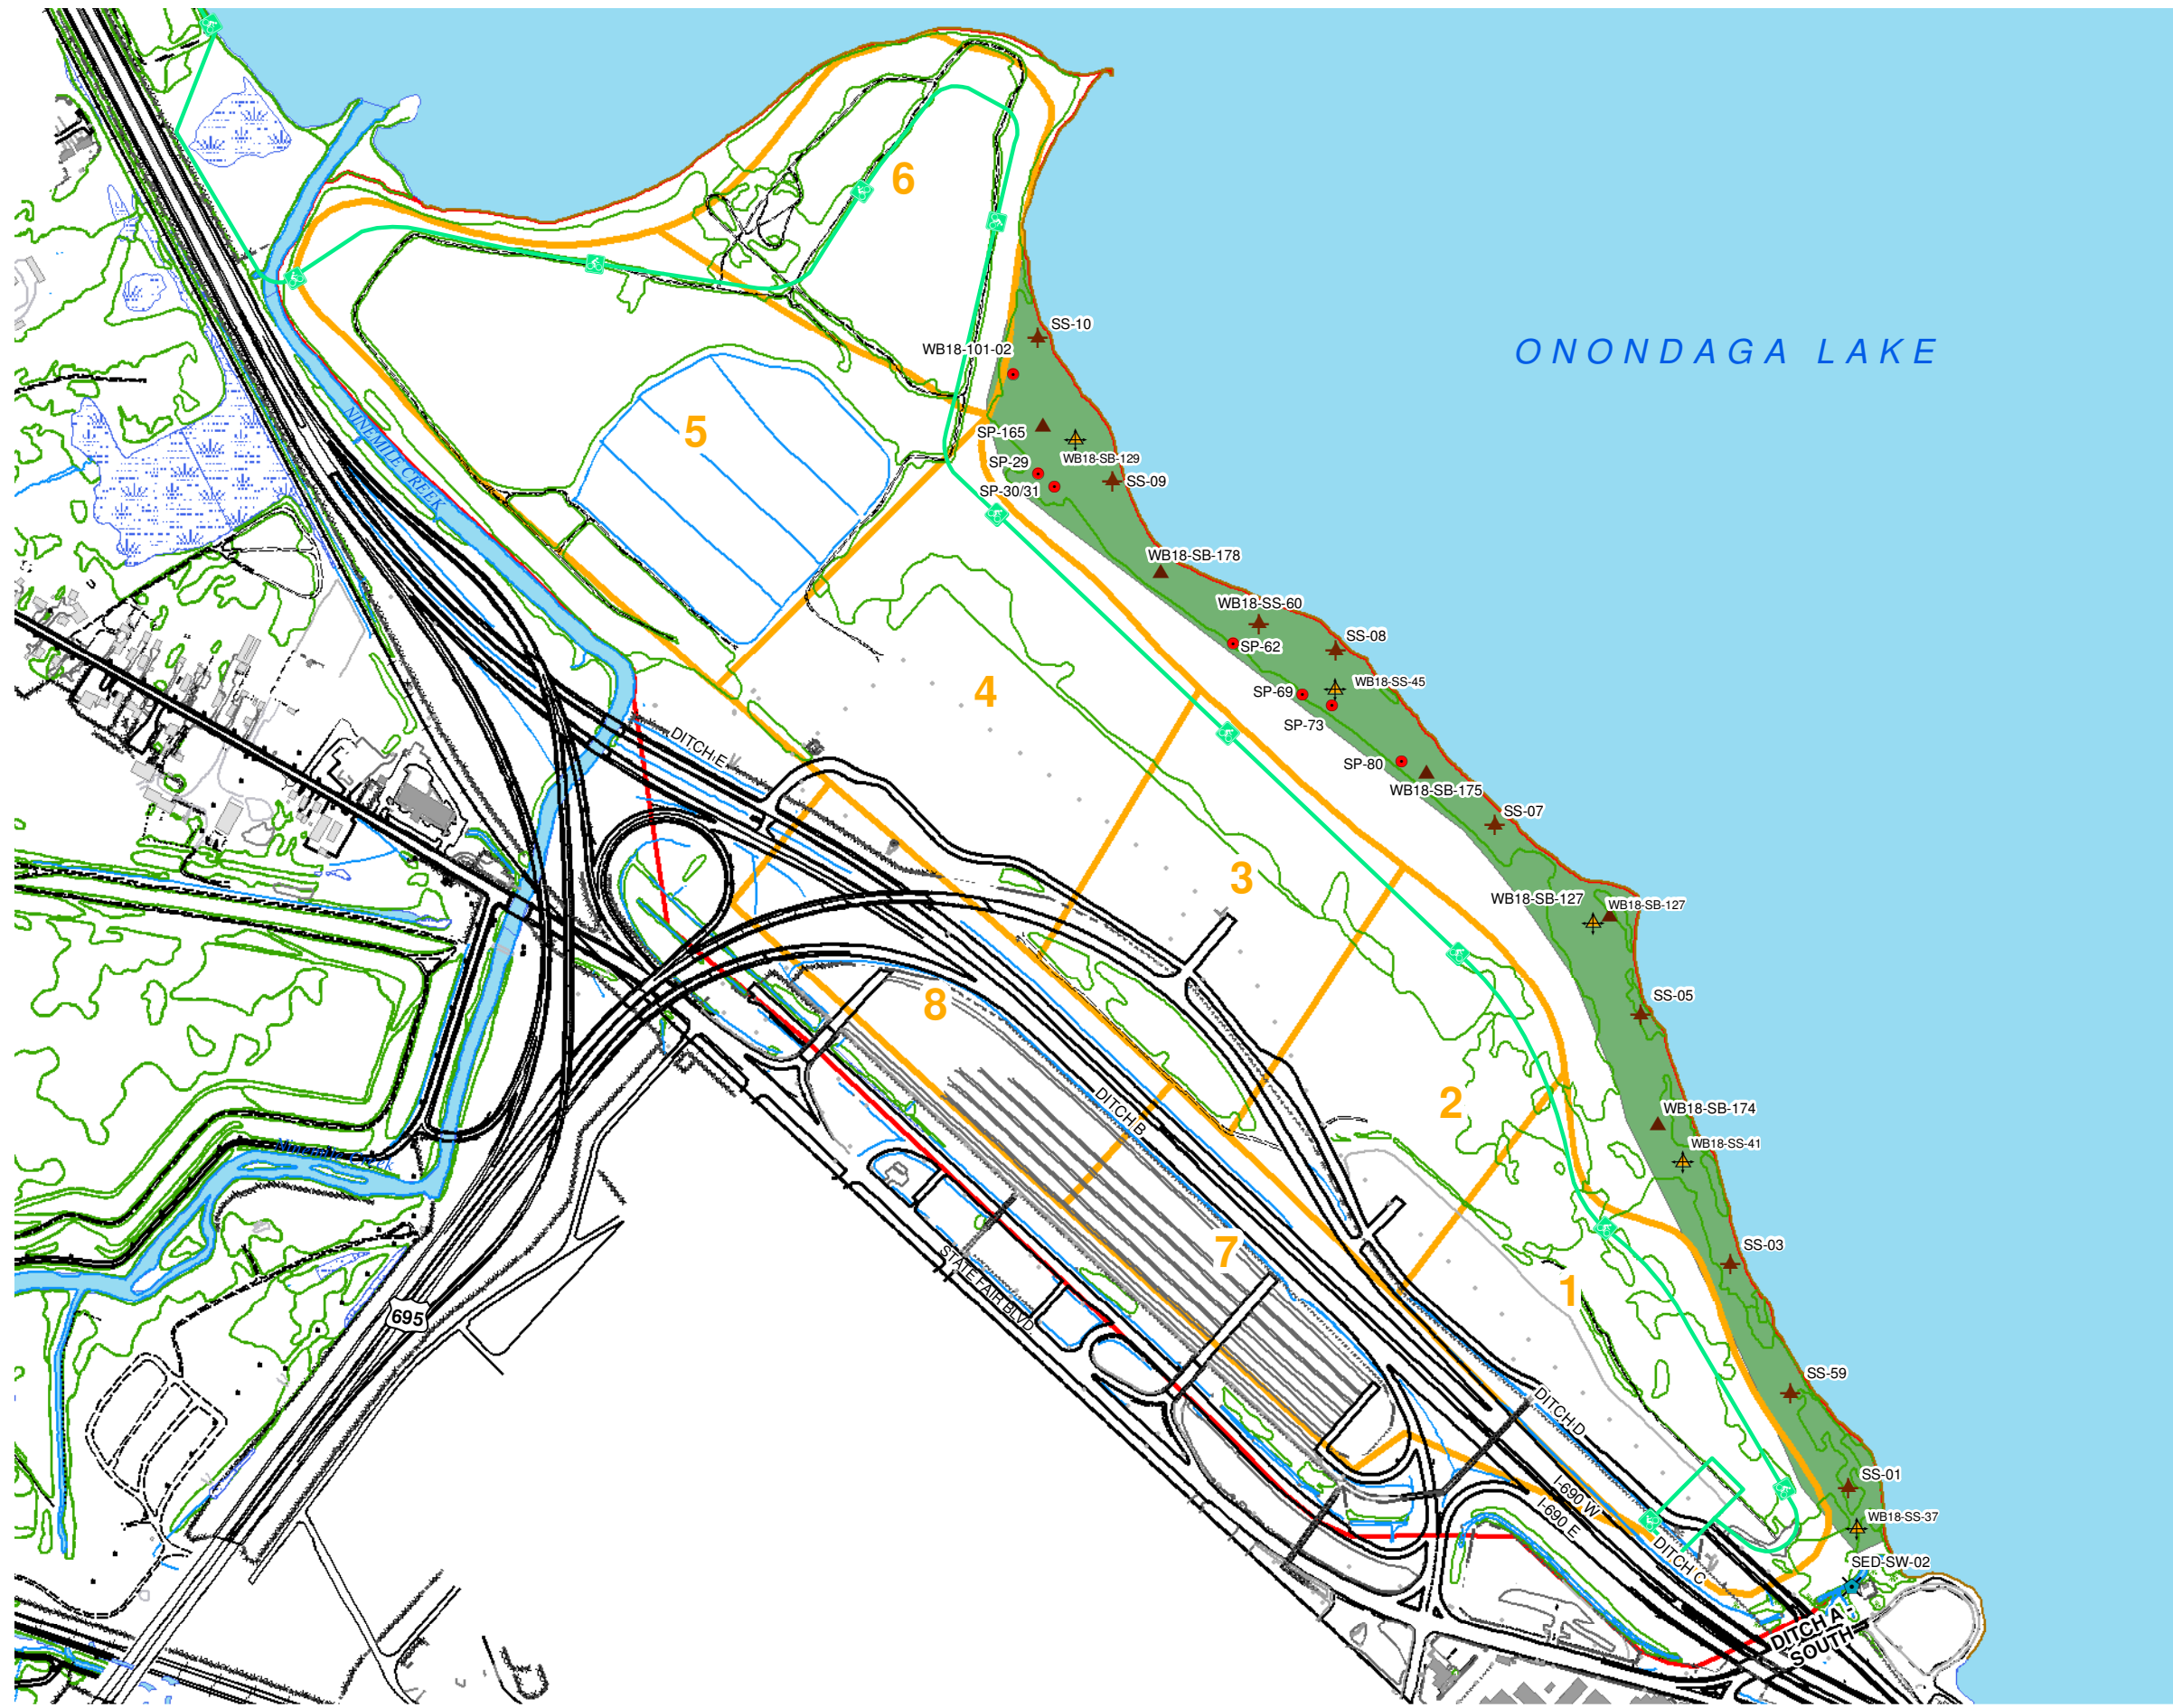 6
SS-10
WB18-101-02
ONONDAGA LAKE
5
SP-165
WB18-SB-129
SP-29
SS-09
SP-30/31
NINEMILE CREEK
WB18-SB-178
WB18-SS-60
SS-08
SP-62
WB18-SS-45
SP-69
4
SP-73
DITCH E
SP-80
WB18-SB-175
SS-07
3
WB18-SB-127
WB18-SB-127
SS-05
8
2
DITCH B
WB18-SB-174
WB18-SS-41
SS-03
7
1
STATE FAIR BLVD.
695
SS-59
DITCH D
SS-01
I-690 W
I-690 E
WB18-SS-37
DITCH C
SED-SW-02
DITCH A -
SOUTH